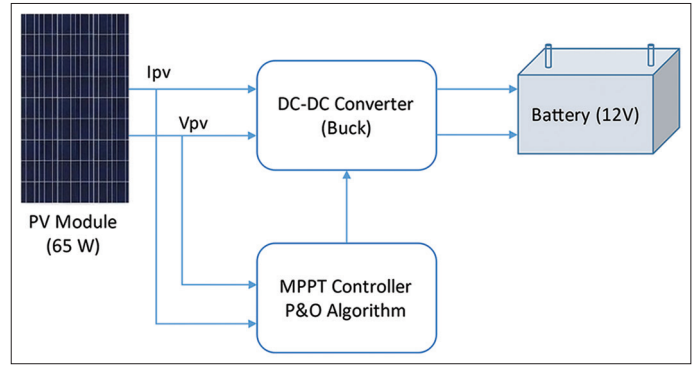 Ipv
Vpv
PV Module
(65 W)
DC-DC Converter
(Buck)
Battery (12V)
MPPT Controller
P&O Algorithm